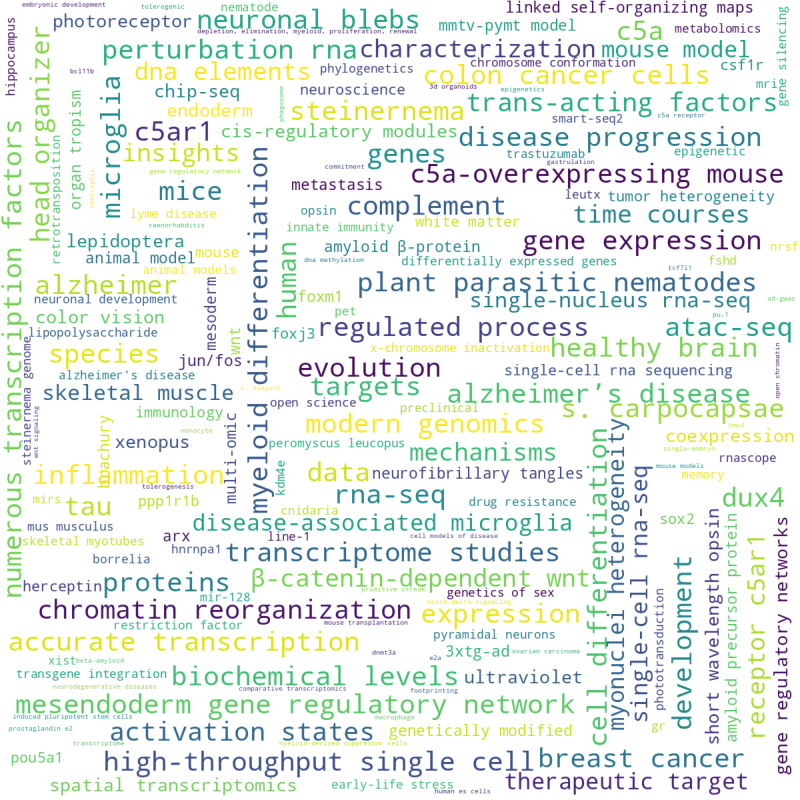 embryonic development
tolerogenic
nematode
linked self-organizing maps
photoreceptor
neuronal blebs
mmtv-pymt model
c5a
metabolomics
hippocampus
depletion, elimination, myeloid, proliferation, renewal
gene silencing
head organizer
perturbation rna
characterization
mouse model
chromosome conformation
csf1r
bcl11b
dna elements
phylogenetics
colon cancer cells
mri
microglia
chip-seq
neuroscience
3d organoids
epigenetics
endoderm
phagosome
steinernema
trans-acting factors
organ tropism
smart-seq2
c5a receptor
c5ar1
cis-regulatory modules
disease progression
numerous transcription factors
retrotransposition
insights
genes
trastuzumab
epigenetic
gastrulation
commitment
gene regulatory network
neutrophils
mice
metastasis
c5a-overexpressing mouse
leutx
tumor heterogeneity
myeloid differentiation
lyme disease
caenorhabditis
opsin
complement
time courses
innate immunity
white matter
lepidoptera
mouse
human
amyloid β-protein
gene expression
nrsf
animal model
animal models
dna methylation
differentially expressed genes
fshd
tcf7l1
alzheimer
neuronal development
mesoderm
foxm1
plant parasitic nematodes
ad-gwas
single-nucleus rna-seq
color vision
pet
pu.1
lipopolysaccharide
wnt
foxj3
regulated process
atac-seq
steinernema genome
species
jun/fos
x-chromosome inactivation
healthy brain
alzheimer's disease
evolution
single-cell rna sequencing
open chromatin
skeletal muscle
c. elegans
targets
preclinical
alzheimer's disease
open science
immunology
s. carpocapsae
wnt signaling
brachury
monocyte
modern genomics
bmp4
xenopus
multi-omic
peromyscus leucopus
coexpression
mechanisms
single-embryo
rnascope
inflammation
kdm4e
data
neurofibrillary tangles
cell differentiation
myonuclei heterogeneity
single-cell rna-seq
mouse models
memory
tolerogenesis
mirs
ppp1r1b
rna-seq
drug resistance
dux4
tau
cnidaria
mus musculus
borrelia
disease-associated microglia
sox2
skeletal myotubes
arx
line-1
cell models of disease
hnrnpa1
transcriptome studies
development
short wavelength opsin
amyloid precursor protein
receptor c5ar1
gene regulatory networks
herceptin
proteins
β-catenin-dependent wnt
mir-128
primitive streak
genetics of sex
chromatin reorganization
notch-delta signaling
expression
restriction factor
mouse transplantation
phototransduction
accurate transcription
dnmt3a
pyramidal neurons
e2a
3xtg-ad
ovarian carcinoma
xist
beta-amyloid
transgene integration
biochemical levels
ultraviolet
neurodegenerative diseases
comparative transcriptomics
footprinting
mesendoderm gene regulatory network
induced pluripotent stem cells
macrophage
gr
prostaglandin e2
activation states
genetically modified
transcriptome
myeloid-derived suppressor cells
pou5a1
high-throughput single cell
breast cancer
spatial transcriptomics
early-life stress
human es cells
therapeutic target